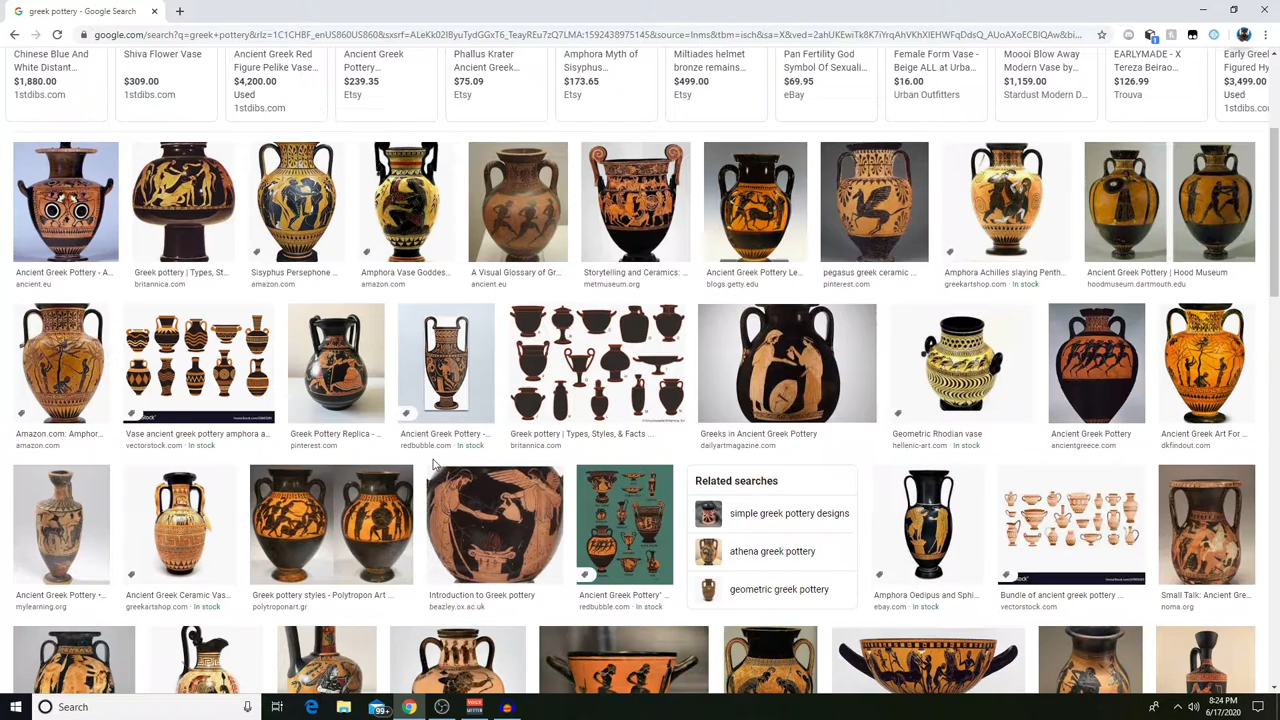 greek pottery - Google Search
google.com/search?q=greek+pottery&rlz=1C1CHBF_enUS860US860&sxsrf=ALeKk02I8yuTydGGxT6_TeayREu7zQ7LMA:1592438975145&source=lnms&tbm=isch&sa=X&ved=2ahUKEwiTk8K7iYrqAhVKhXIEHWFqDdsQ_AUoAXoECBIQAw&bi...
Chinese Blue And
White Distant...
$1,880.00
1stdibs.com
Shiva Flower Vase
$309.00
1stdibs.com
Ancient Greek Red
Figure Pelike Vase...
$4,200.00
Used
1stdibs.com
Ancient Greek
Pottery...
$239.35
Etsy
Phallus Krater
Ancient Greek...
$75.09
Etsy
Amphora Myth of
Sisyphus...
$173.65
Etsy
Miltiades helmet
bronze remains...
$499.00
Etsy
Pan Fertility God
Symbol Of Sexuali...
$69.95
eBay
Female Form Vase -
Beige ALL at Urba...
$16.00
Urban Outfitters
Moooi Blow Away
Modern Vase by...
$1,159.00
Stardust Modern D...
EARLYMADE - X
Tereza Beirao...
$126.99
Trouva
Early Greel
Figured Hy
$3,499.00
Used
1stdibs.co
Ancient Greek Pottery - A...
ancient.eu
Greek pottery | Types, St...
britannica.com
Sisyphus Persephone ...
amazon.com
Amphora Vase Goddes...
amazon.com
A Visual Glossary of Gr...
ancient.eu
Storytelling and Ceramics: ...
metmuseum.org
Ancient Greek Pottery Le...
blogs.getty.edu
pegasus greek ceramic ...
pinterest.com
Amphora Achilles slaying Penth...
greekartshop.com · In stock
Ancient Greek Pottery | Hood Museum
hoodmuseum.dartmouth.edu
Amazon.com: Amphor...
amazon.com
Vase ancient greek pottery amphora a...
vectorstock.com · In stock
Greek Pottery Replica - ...
pinterest.com
Ancient Greek Pottery -...
redbubble.com · In stock
Greek pottery | Types, Styles, & Facts ...
britannica.com
Greeks in Ancient Greek Pottery
dailyartmagazine.com
Geometric Rhodian vase
hellenic-art.com · In stock
Ancient Greek Pottery
amazon.com
Ancient Greek Art For ...
dkfindout.com
Ancient Greek Pottery •...
mylearning.org
Ancient Greek Ceramic Vas...
greekartshop.com · In stock
Greek pottery styles - Polytropon Art ...
polytroponart.gr
Introduction to Greek pottery
beazley.ox.ac.uk
Ancient Greek Pottery" ...
redbubble.com · In stock
Related searches
simple greek pottery designs
athena greek pottery
geometric greek pottery
Amphora Oedipus and Sphi...
ebay.com · In stock
Bundle of ancient greek pottery ...
vectorstock.com
Small Talk: Ancient Gre...
noma.org
Search
99+
8:24 PM
6/17/2020